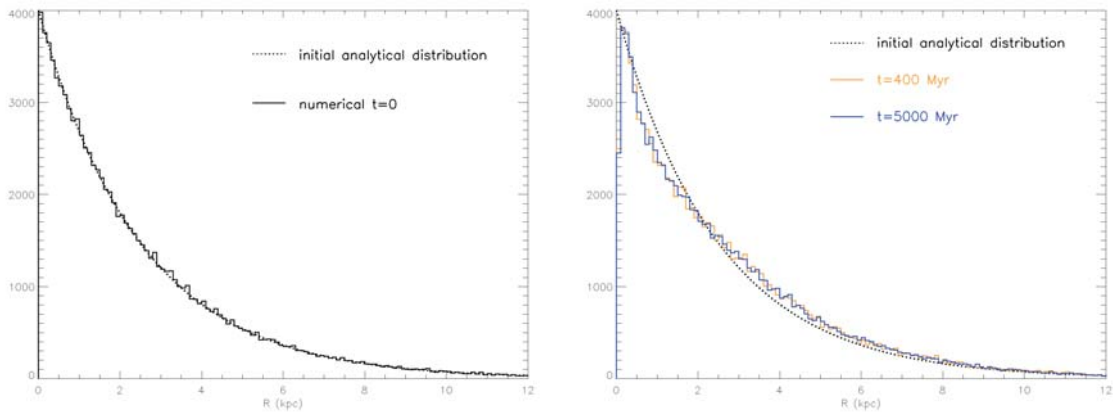 4000
3000
2000
1000
0
0 2 4 6 8 10 12
R (kpc)
initial analytical distribution
numerical t=0
4000
3000
2000
1000
0
0 2 4 6 8 10 12
R (kpc)
initial analytical distribution
t=400 Myr
t=5000 Myr